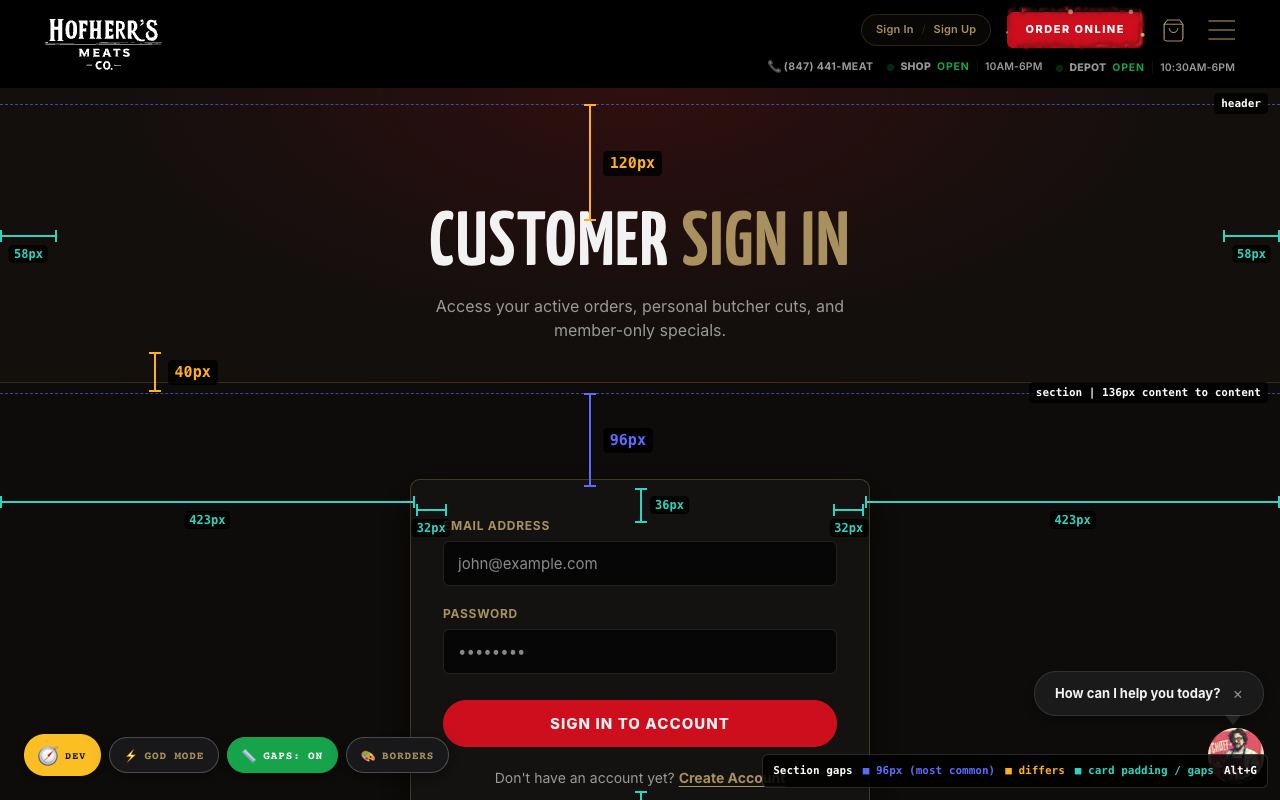 HOFHERR'S
MEATS
CO.
Sign In / Sign Up
ORDER ONLINE
(847) 441-MEAT
SHOP OPEN 10AM-6PM
DEPOT OPEN 10:30AM-6PM
header
120px
CUSTOMER SIGN IN
58px
58px
Access your active orders, personal butcher cuts, and
member-only specials.
40px
section | 136px content to content
96px
36px
423px
32px
MAIL ADDRESS
32px
423px
john@example.com
PASSWORD
••••••••
How can I help you today? ×
SIGN IN TO ACCOUNT
DEV
GOD MODE
GAPS: ON
BORDERS
Don't have an account yet? Create Account
Section gaps 96px (most common) differs card padding / gaps Alt+G